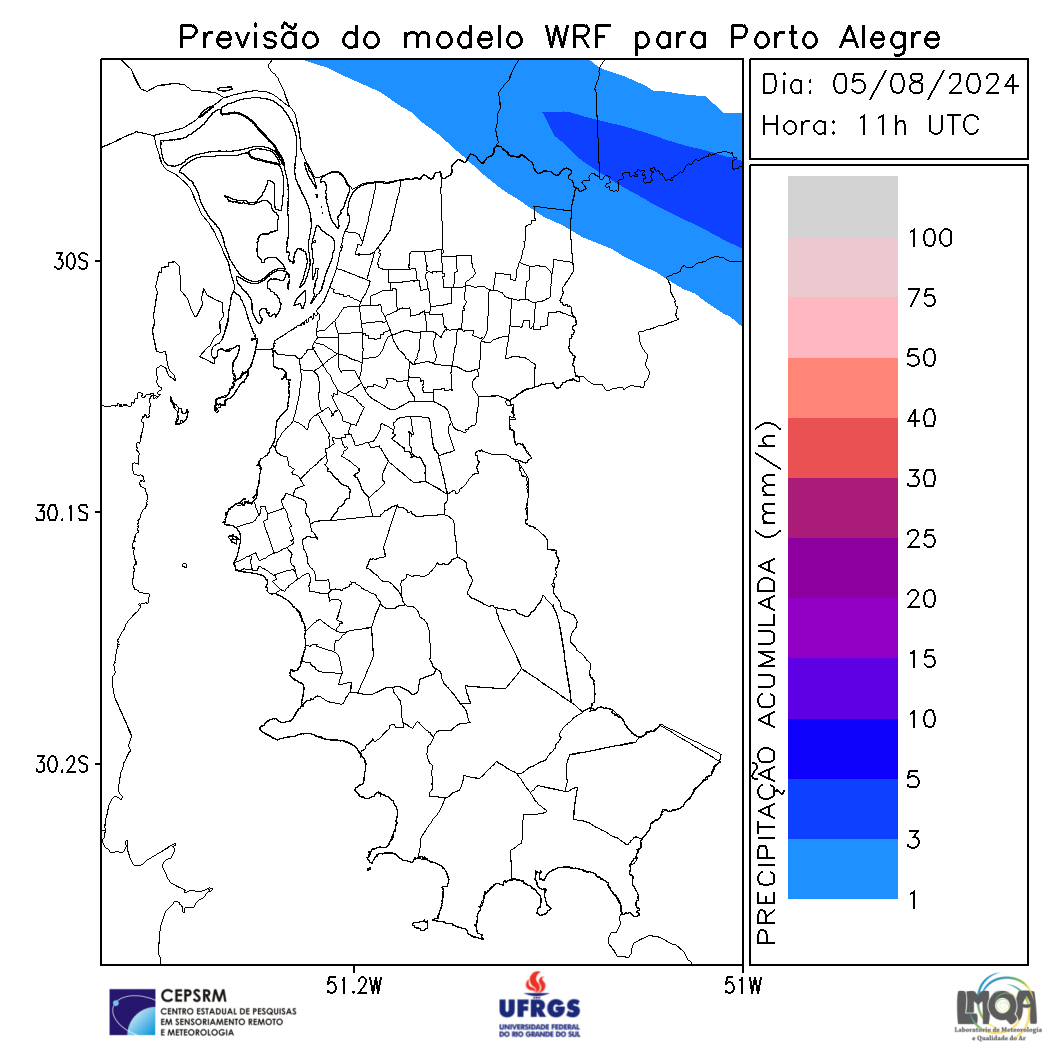 Previsão do modelo WRF para Porto Alegre
Dia: 05/08/2024
Hora: 11h UTC
30S
30.1S
30.2S
51.2W
51W
PRECIPITAÇÃO ACUMULADA (mm/h)
100
75
50
40
30
25
20
15
10
5
3
1
CEPSRM
CENTRO ESTADUAL DE PESQUISAS
EM SENSORIAMENTO REMOTO
E METEOROLOGIA
UFRGS
UNIVERSIDADE FEDERAL
DO RIO GRANDE DO SUL
LMQA
Laboratório de Meteorologia
e Qualidade do Ar